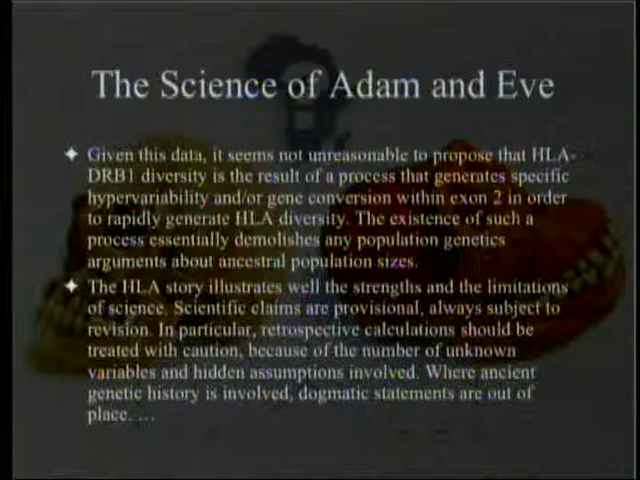 The Science of Adam and Eve
Given this data, it seems not unreasonable to propose that HLA-
DRB1 diversity is the result of a process that generates specific
hypervariability and/or gene conversion within exon 2 in order
to rapidly generate HLA diversity. The existence of such a
process essentially demolishes any population genetics
arguments about ancestral population sizes.
The HLA story illustrates well the strengths and the limitations
of science. Scientific claims are provisional, always subject to
revision. In particular, retrospective calculations should be
treated with caution, because of the number of unknown
variables and hidden assumptions involved. Where ancient
genetic history is involved, dogmatic statements are out of
place. …